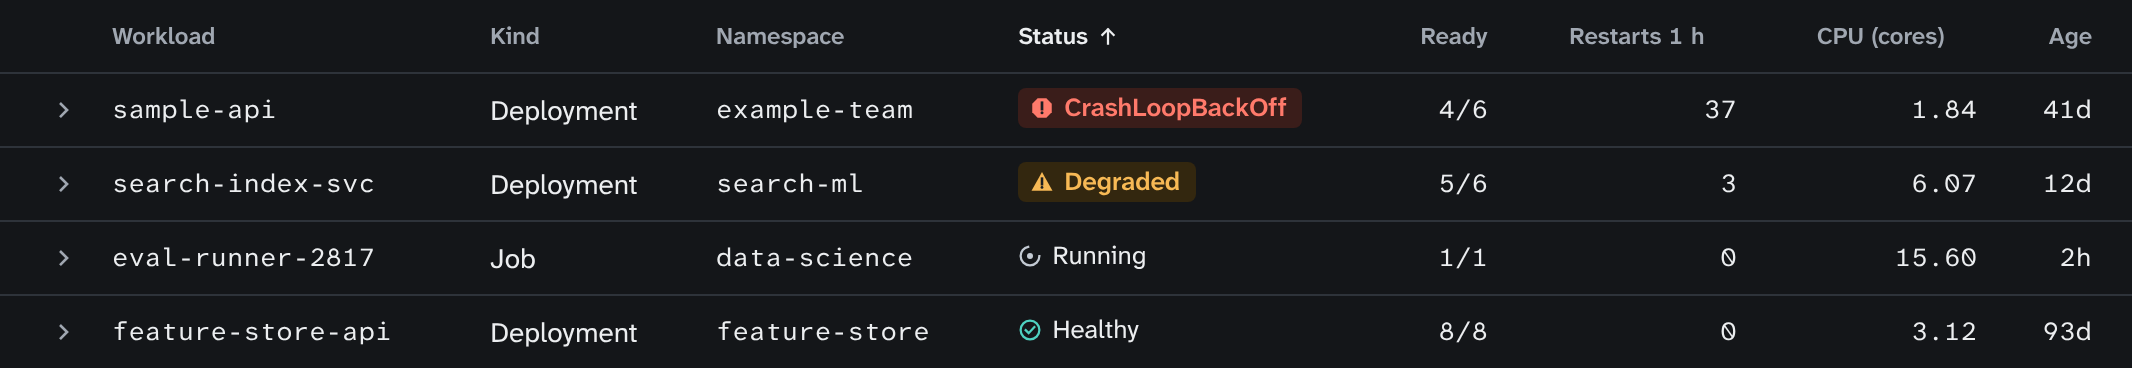 Workload Kind Namespace Status ↑ Ready Restarts 1 h CPU (cores) Age
sample-api Deployment example-team CrashLoopBackOff 4/6 37 1.84 41d
search-index-svc Deployment search-ml Degraded 5/6 3 6.07 12d
eval-runner-2817 Job data-science Running 1/1 0 15.60 2h
feature-store-api Deployment feature-store Healthy 8/8 0 3.12 93d